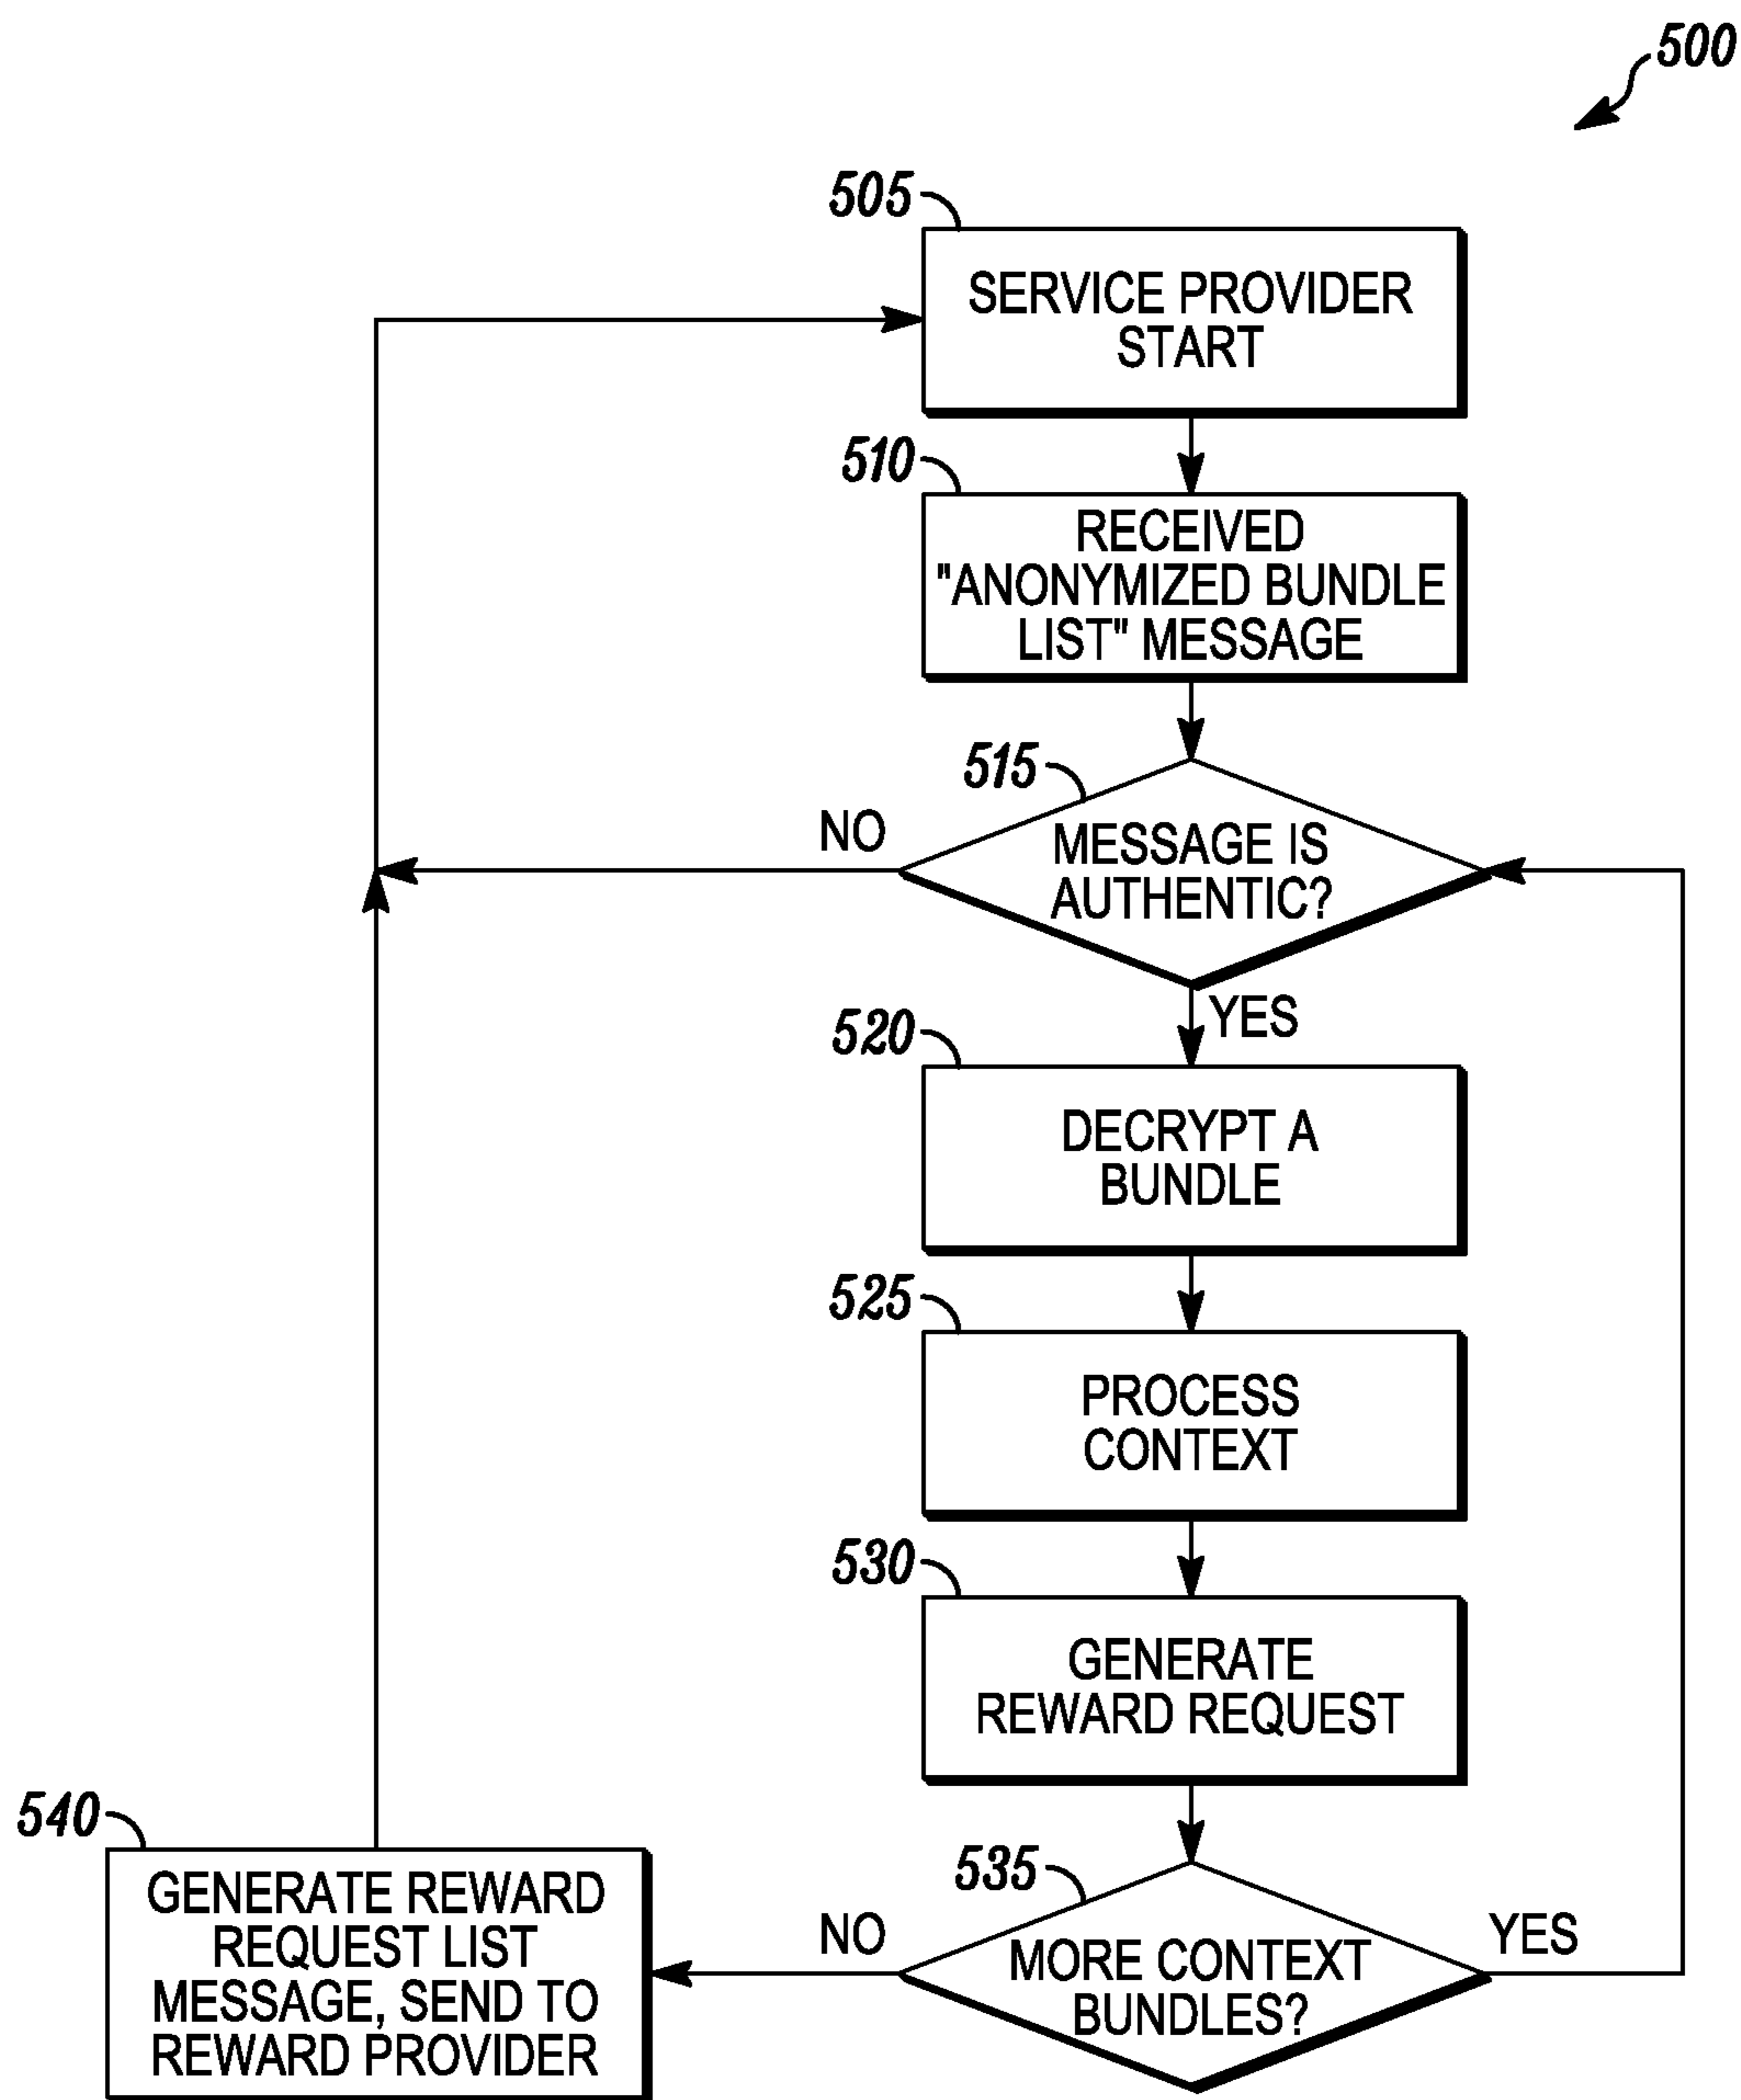 500
505
SERVICE PROVIDER
START
510
RECEIVED
"ANONYMIZED BUNDLE
LIST" MESSAGE
515
NO
MESSAGE IS
AUTHENTIC?
YES
520
DECRYPT A
BUNDLE
525
PROCESS
CONTEXT
530
GENERATE
REWARD REQUEST
535
NO
MORE CONTEXT
BUNDLES?
YES
540
GENERATE REWARD
REQUEST LIST
MESSAGE, SEND TO
REWARD PROVIDER